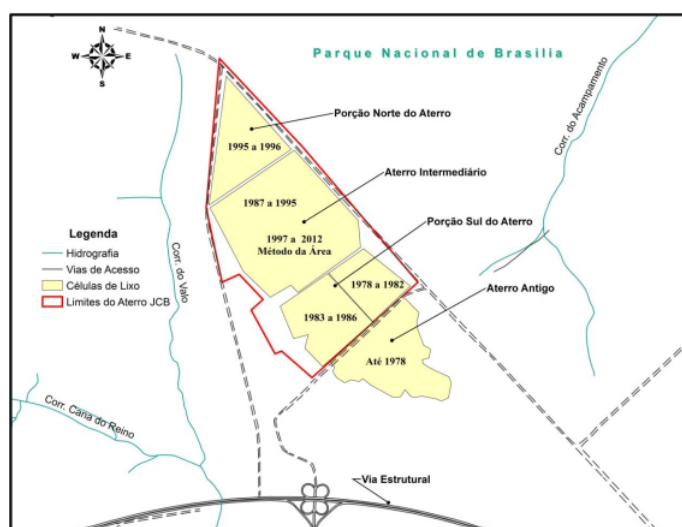 N
W E
S
Parque Nacional de Brasilia
Corr. do Acampamento
Porção Norte do Aterro
1995 a 1996
Aterro Intermediário
1987 a 1995
Porção Sul do Aterro
1997 a 2012
Método da Área
Legenda
Hidrografia
Vias de Acesso
Células de Lixo
Limites do Aterro JCB
Corr. do Valo
1978 a 1982
Aterro Antigo
1983 a 1986
Até 1978
Corr. Cana do Reino
Via Estrutural